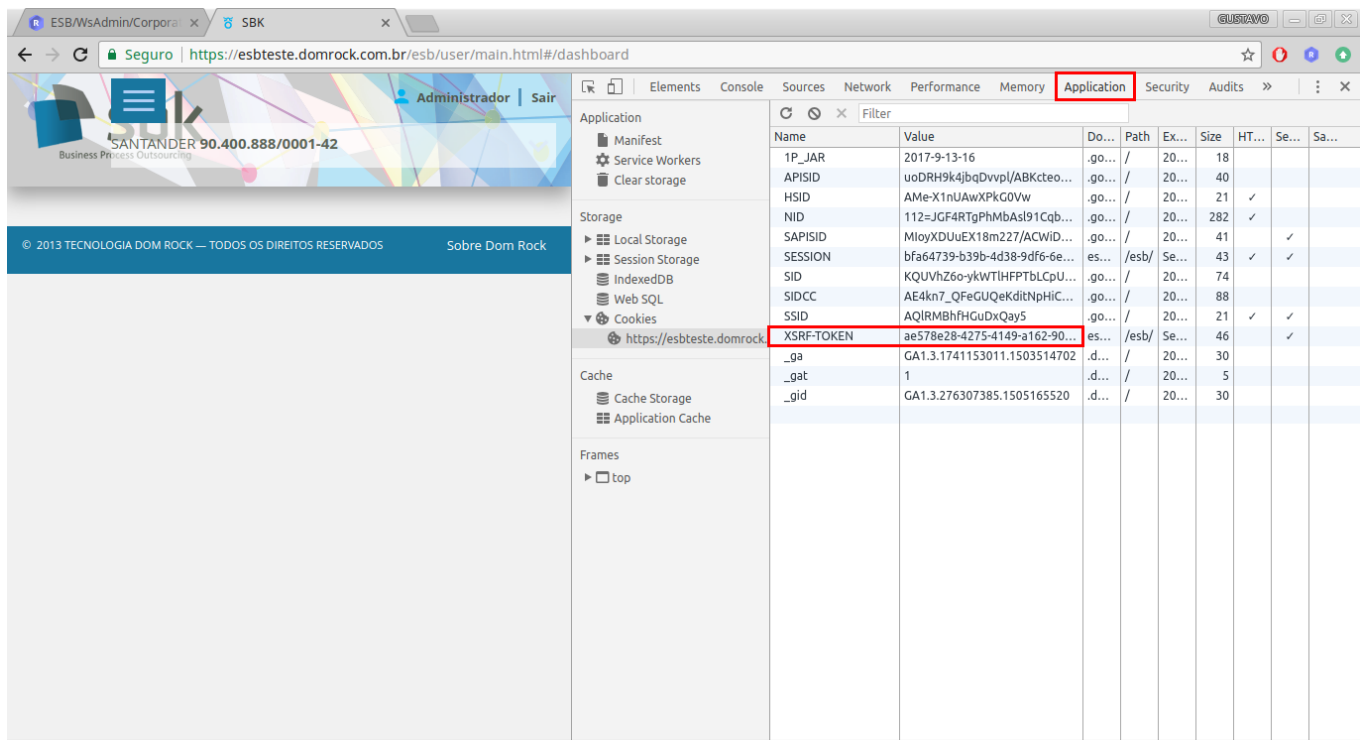 ESB/WsAdmin/Corpora
SBK
GUSTAVO
Seguro | https://esbteste.domrock.com.br/esb/user/main.html#/dashboard
Administrador | Sair
sbk
SANTANDER 90.400.888/0001-42
Business Process Outsourcing
© 2013 TECNOLOGIA DOM ROCK — TODOS OS DIREITOS RESERVADOS
Sobre Dom Rock
Elements Console Sources Network Performance Memory Application Security Audits »
Application
Manifest
Service Workers
Clear storage
Storage
Local Storage
Session Storage
IndexedDB
Web SQL
Cookies
https://esbteste.domrock.
Cache
Cache Storage
Application Cache
Frames
top
Filter
Name Value Do... Path Ex... Size HT... Se... Sa...
1P_JAR 2017-9-13-16 .go... / 20... 18
APISID uoDRH9k4jbqDvvpl/ABKcteo... .go... / 20... 40
HSID AMe-X1nUAwXPkG0Vw .go... / 20... 21 ✓
NID 112=JGF4RTgPhMbAsl91Cqb... .go... / 20... 282 ✓
SAPISID MIoyXDUuEX18m227/ACWiD... .go... / 20... 41 ✓
SESSION bfa64739-b39b-4d38-9df6-6e... es... /esb/ Se... 43 ✓ ✓
SID KQUVhZ6o-ykWTlHFPTbLCpU... .go... / 20... 74
SIDCC AE4kn7_QFeGUQeKditNpHiC... .go... / 20... 88
SSID AQlRMBhfHGuDxQay5 .go... / 20... 21 ✓ ✓
XSRF-TOKEN ae578e28-4275-4149-a162-90... es... /esb/ Se... 46 ✓
_ga GA1.3.1741153011.1503514702 .d... / 20... 30
_gat 1 .d... / 20... 5
_gid GA1.3.276307385.1505165520 .d... / 20... 30